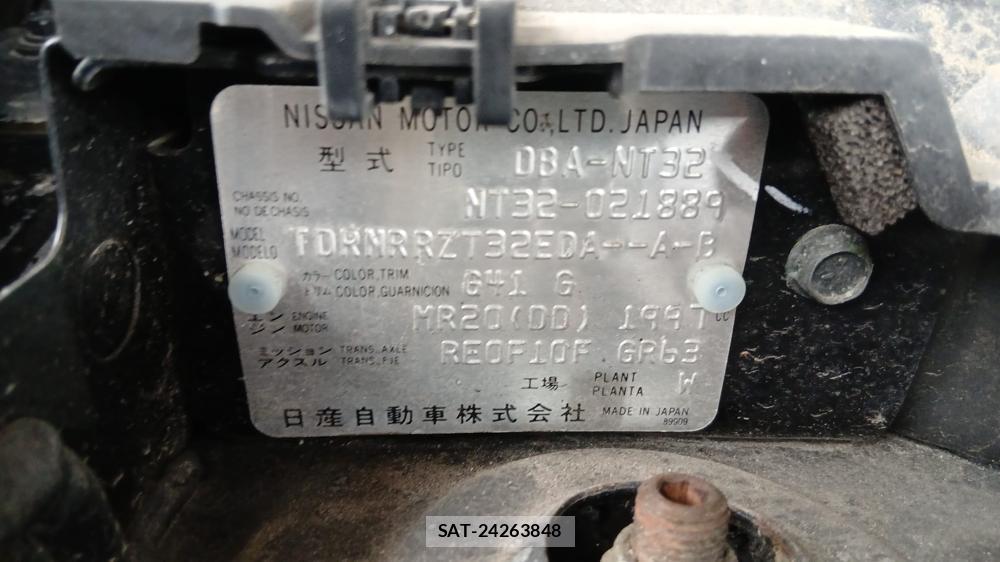 NISSAN MOTOR CO.,LTD. JAPAN
型式 TYPE TIPO DBA-NT32
CHASSIS NO. NO DE CHASIS NT32-021889
MODEL MODELO TDRNRRZT32EDA--A-B
カラー COLOR,TRIM トリム COLOR,GUARNICION G41 G
エンジン ENGINE MOTOR MR20(DD) 1997 CC
ミッション アクスル TRANS.,AXLE TRANS.,EJE RE0F10F GR63
工場 PLANT PLANTA W
日産自動車株式会社 MADE IN JAPAN
89909
SAT-24263848